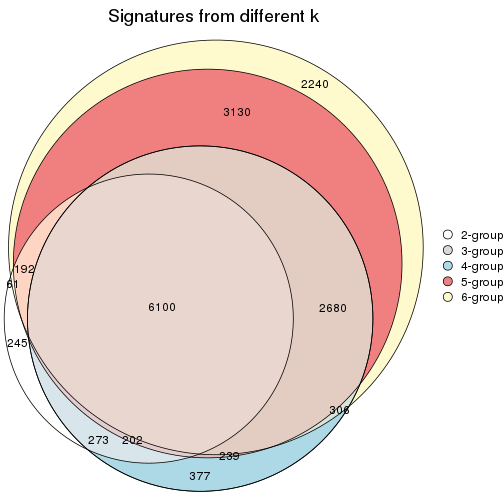 Signatures from different k
2240
3130
192
61
6100
2680
245
306
273
202
239
377
2-group
3-group
4-group
5-group
6-group